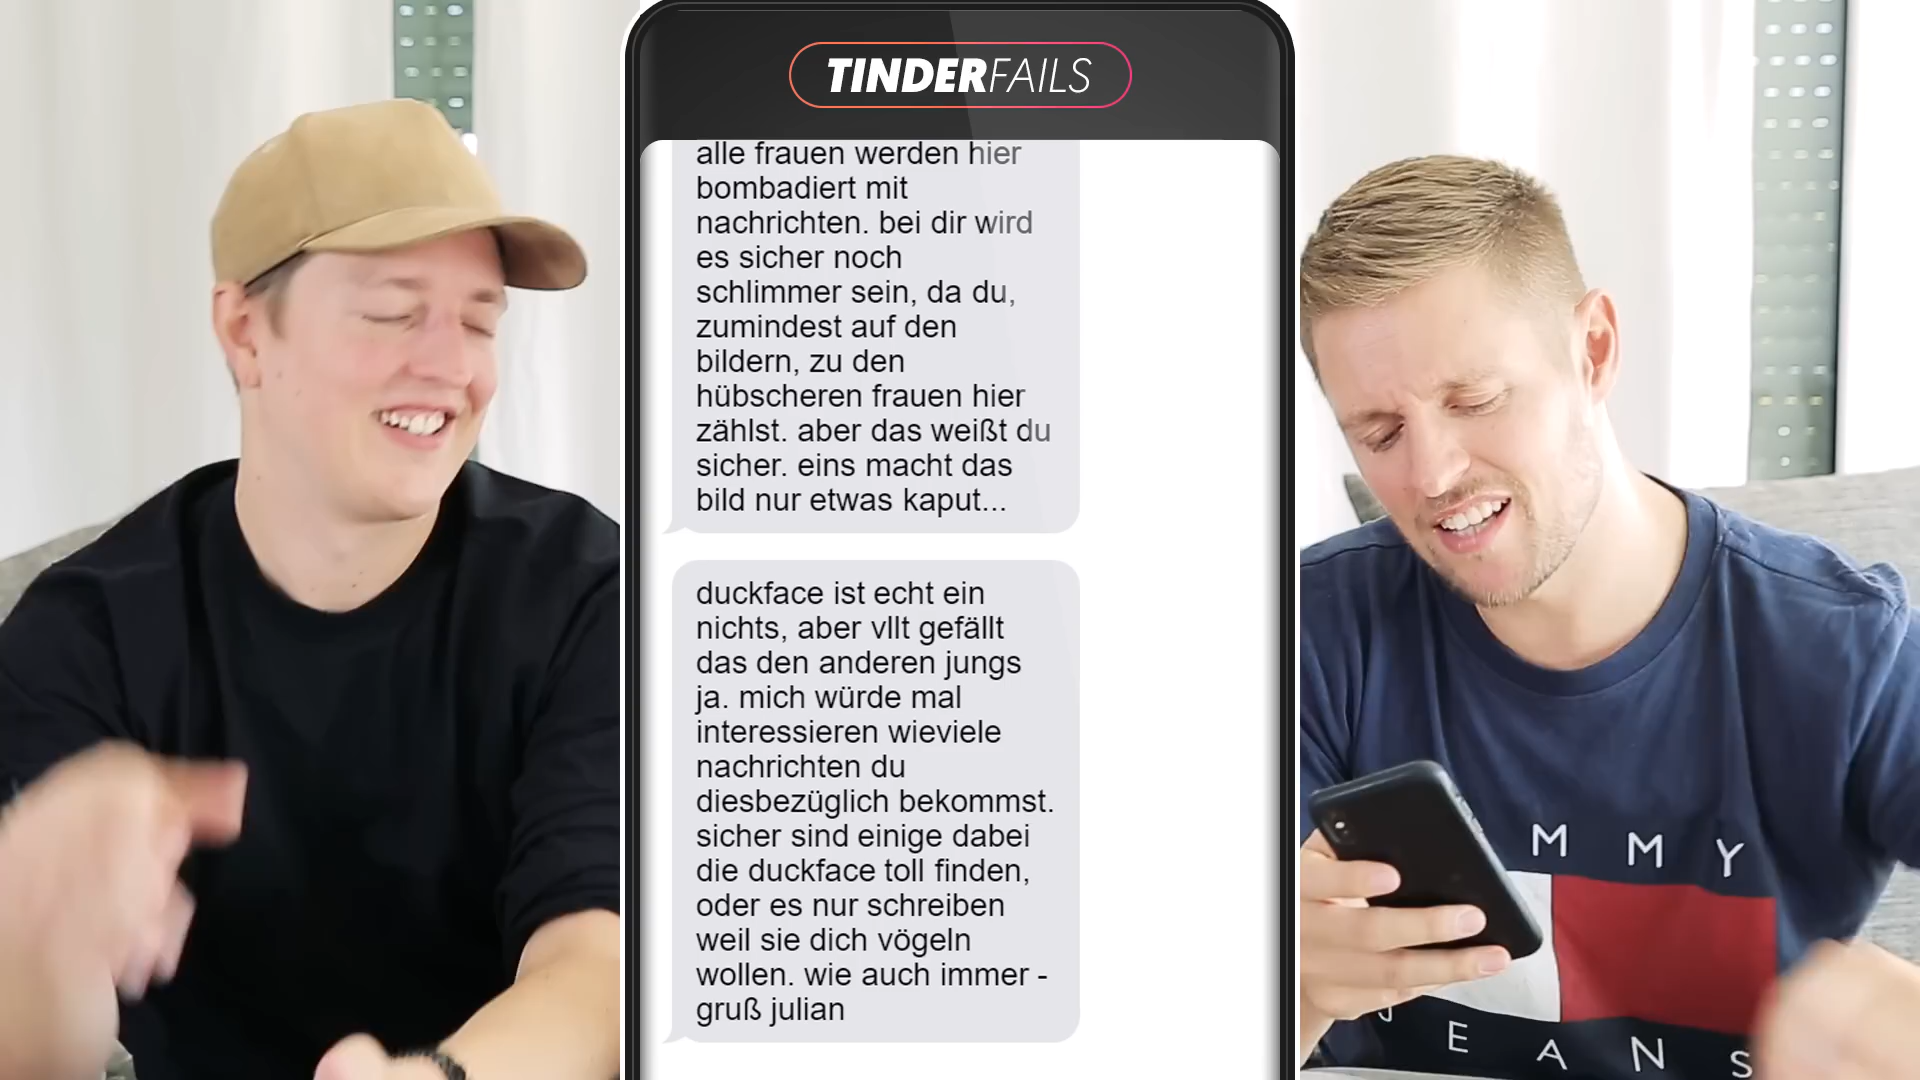 TINDERFAILS
alle frauen werden hier
bombadiert mit
nachrichten. bei dir wird
es sicher noch
schlimmer sein, da du,
zumindest auf den
bildern, zu den
hübscheren frauen hier
zählst. aber das weißt du
sicher. eins macht das
bild nur etwas kaput...
duckface ist echt ein
nichts, aber vllt gefällt
das den anderen jungs
ja. mich würde mal
interessieren wieviele
nachrichten du
diesbezüglich bekommst.
sicher sind einige dabei
die duckface toll finden,
oder es nur schreiben
weil sie dich vögeln
wollen. wie auch immer -
gruß julian
MMY
JEANS